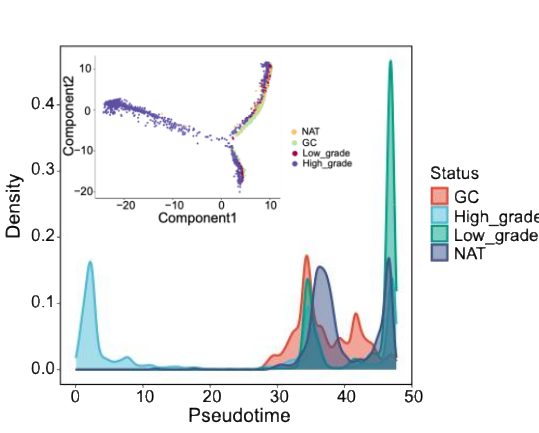 Component2
10
0
−10
−20
−20
−10
0
10
Component1
NAT
GC
Low_grade
High_grade
Density
0.4
0.3
0.2
0.1
0.0
0
10
20
30
40
50
Pseudotime
Status
GC
High_grade
Low_grade
NAT